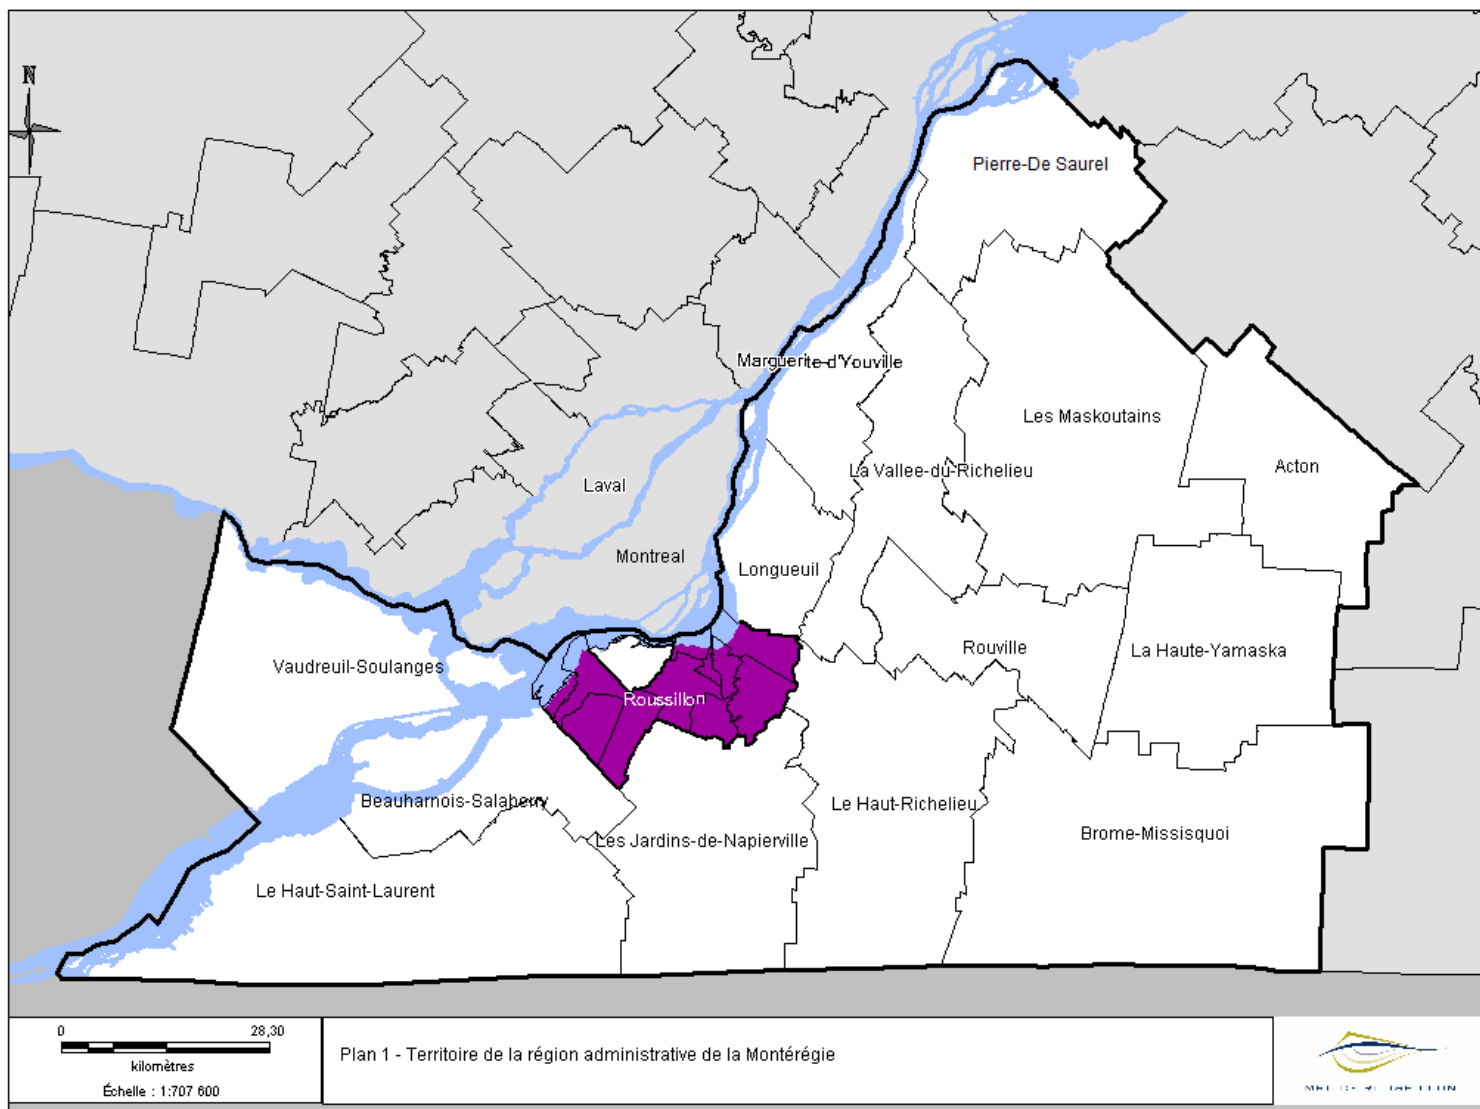 N
Pierre-De Saurel
Marguerite-d'Youville
Les Maskoutains
La Vallee-du-Richelieu
Acton
Laval
Montreal
Longueuil
Rouville
La Haute-Yamaska
Vaudreuil-Soulanges
Roussillon
Beauharnois-Salaberry
Le Haut-Richelieu
Les Jardins-de-Napierville
Brome-Missisquoi
Le Haut-Saint-Laurent
0 28,30
kilomètres
Échelle : 1:707 600
Plan 1 - Territoire de la région administrative de la Montérégie